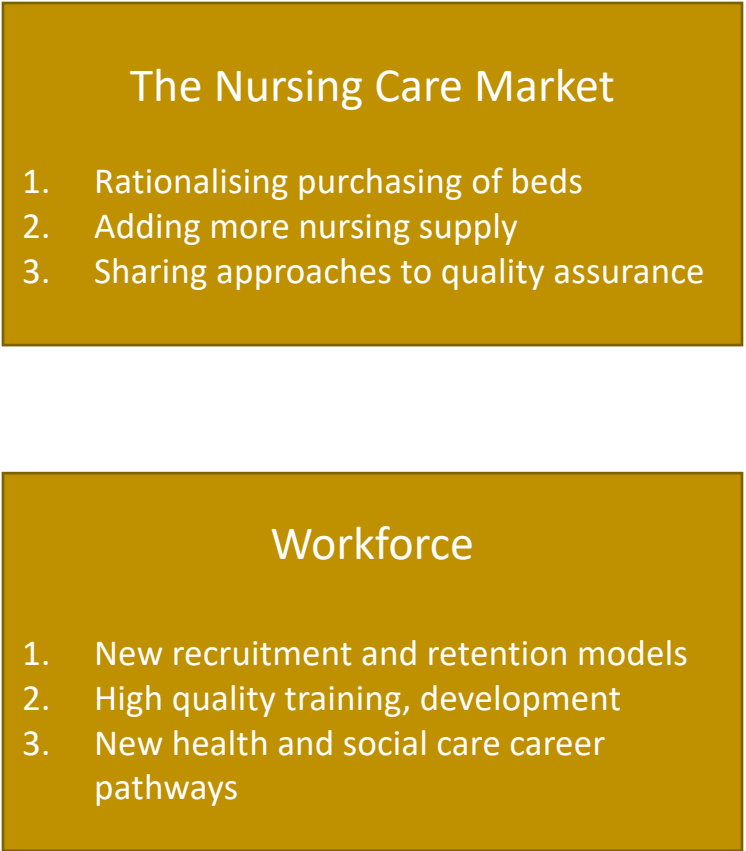 The Nursing Care Market
1. Rationalising purchasing of beds
2. Adding more nursing supply
3. Sharing approaches to quality assurance
Workforce
1. New recruitment and retention models
2. High quality training, development
3. New health and social care career
pathways